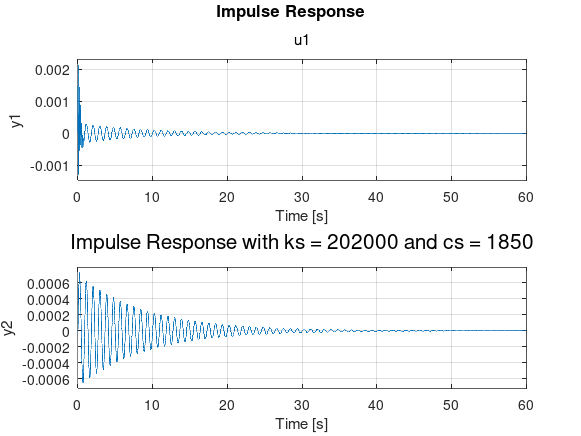 Impulse Response
u1
0.002
0.001
0
-0.001
y1
0 10 20 30 40 50 60
Time [s]
Impulse Response with ks = 202000 and cs = 1850
0.0006
0.0004
0.0002
0
-0.0002
-0.0004
-0.0006
y2
0 10 20 30 40 50 60
Time [s]